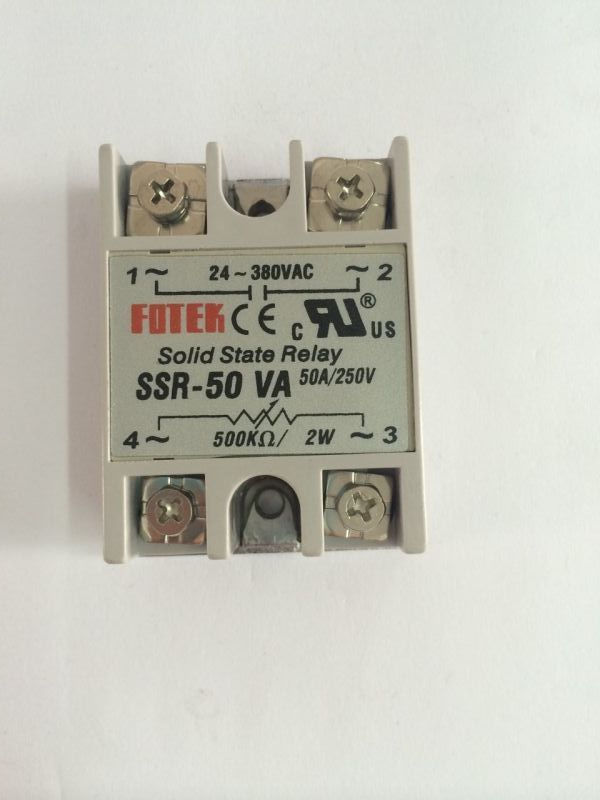 1 ~ 24 ~ 380VAC ~ 2
FOTEK CE c RU ® US
Solid State Relay
SSR-50 VA 50A/250V
4 ~ 500KΩ/ 2W ~ 3